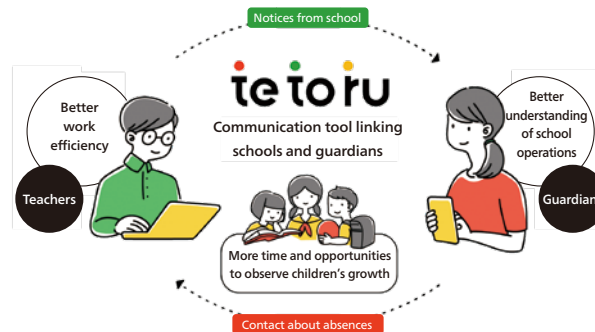 Notices from school
te to ru
Communication tool linking
schools and guardians
Better
work
efficiency
Teachers
Better
understanding
of school
operations
Guardian
More time and opportunities
to observe children's growth
Contact about absences